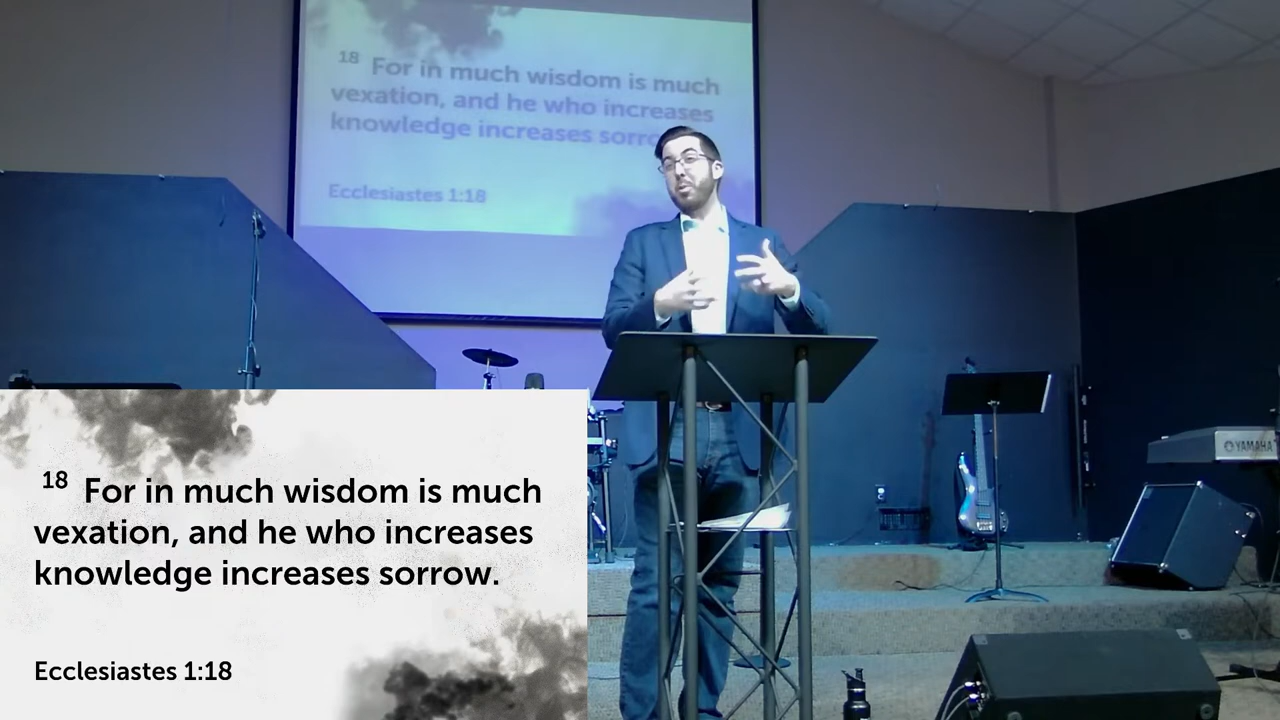 18 For in much wisdom is much
vexation, and he who increases
knowledge increases sorro
Ecclesiastes 1:18
YAMAHA
18 For in much wisdom is much
vexation, and he who increases
knowledge increases sorrow.
Ecclesiastes 1:18